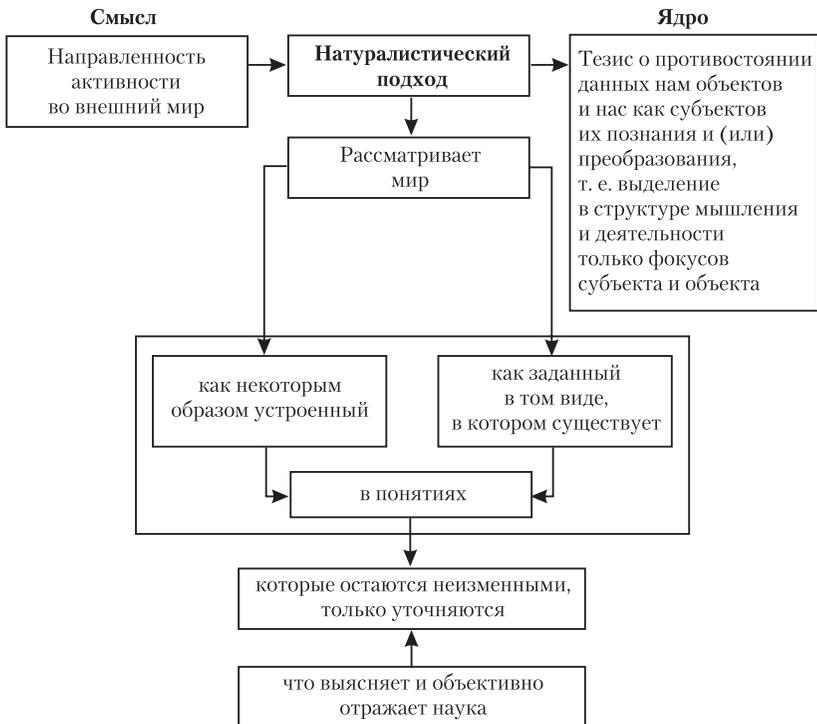 Смысл
Ядро
Направленность
активности
во внешний мир
Натуралистический
подход
Тезис о противостоянии
данных нам объектов
и нас как субъектов
их познания и (или)
преобразования,
т. е. выделение
в структуре мышления
и деятельности
только фокусов
субъекта и объекта
Рассматривает
мир
как некоторым
образом устроенный
как заданный
в том виде,
в котором существует
в понятиях
которые остаются неизменными,
только уточняются
что выясняет и объективно
отражает наука